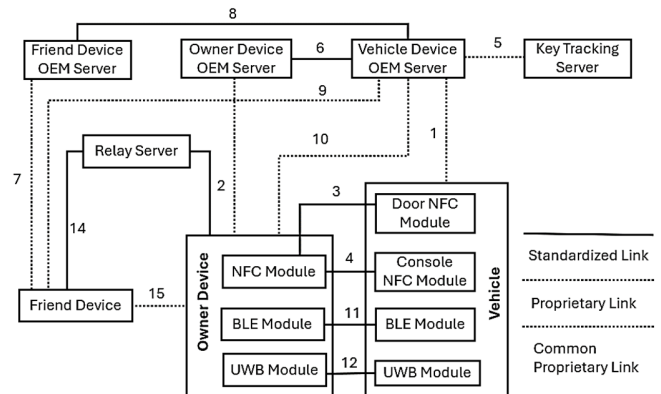 8
Friend Device
OEM Server
Owner Device
OEM Server
6
Vehicle Device
OEM Server
5
Key Tracking
Server
9
10
1
Relay Server
7
2
3
Door NFC
Module
14
Standardized Link
NFC Module
4
Console
NFC Module
Owner Device
Vehicle
Friend Device
15
Proprietary Link
BLE Module
11
BLE Module
Common
Proprietary Link
UWB Module
12
UWB Module